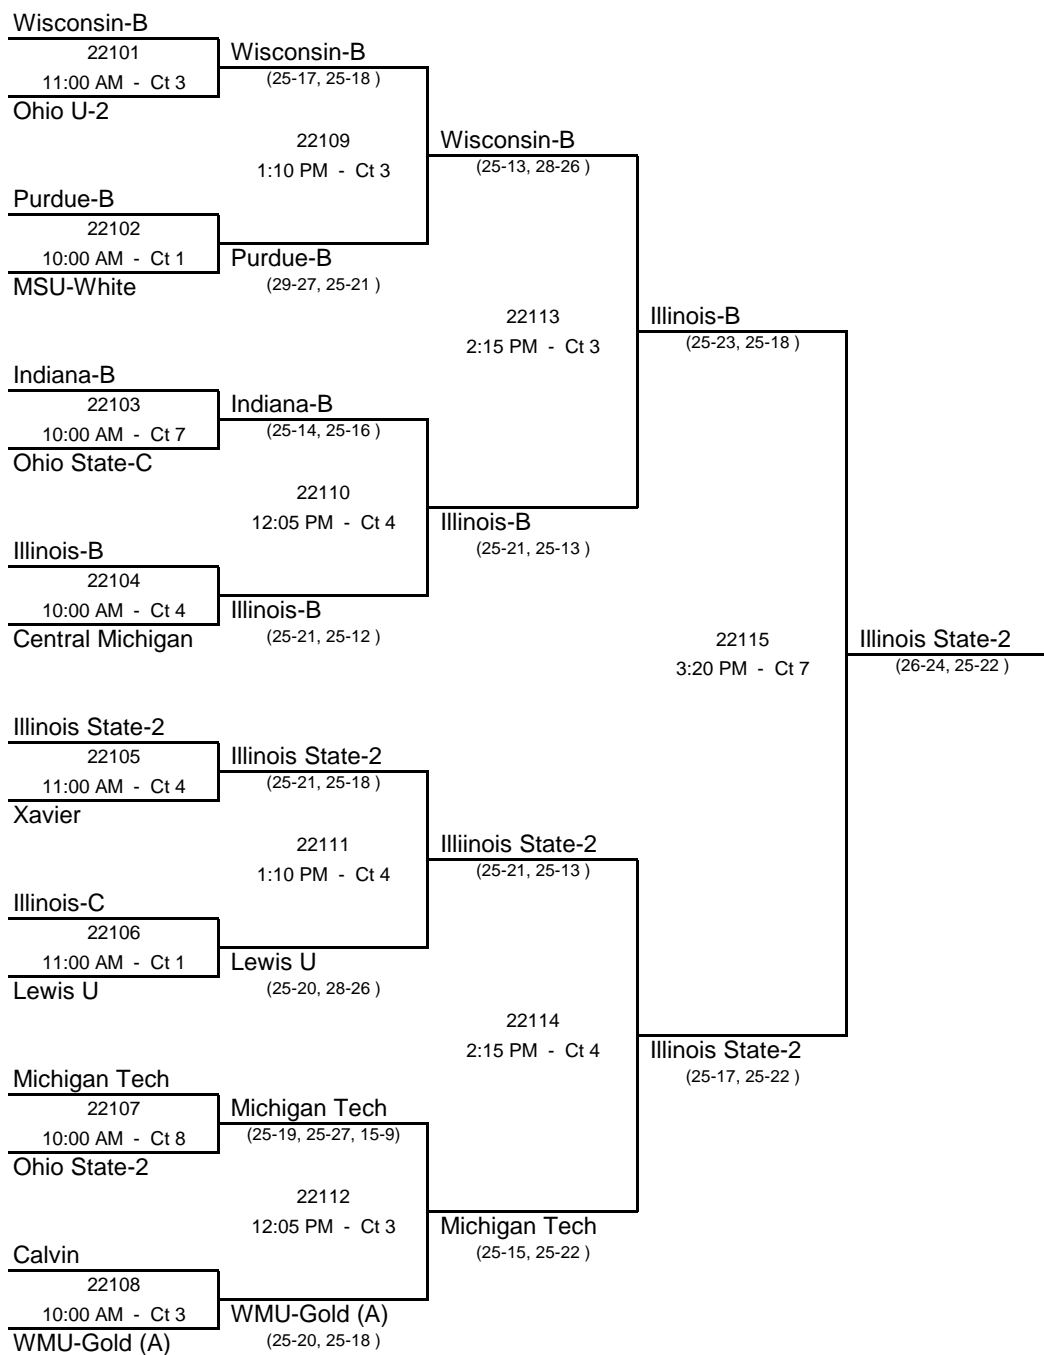 Wisconsin-B
22101
11:00 AM - Ct 3
Ohio U-2
Wisconsin-B
(25-17, 25-18 )
22109
1:10 PM - Ct 3
Purdue-B
22102
10:00 AM - Ct 1
MSU-White
Purdue-B
(29-27, 25-21 )
Wisconsin-B
(25-13, 28-26 )
22113
2:15 PM - Ct 3
Indiana-B
22103
10:00 AM - Ct 7
Ohio State-C
Indiana-B
(25-14, 25-16 )
22110
12:05 PM - Ct 4
Illinois-B
22104
10:00 AM - Ct 4
Central Michigan
Illinois-B
(25-21, 25-12 )
Illinois-B
(25-21, 25-13 )
Illinois-B
(25-23, 25-18 )
22115
3:20 PM - Ct 7
Illinois State-2
(26-24, 25-22 )
Illinois State-2
22105
11:00 AM - Ct 4
Xavier
Illinois State-2
(25-21, 25-18 )
22111
1:10 PM - Ct 4
Illinois-C
22106
11:00 AM - Ct 1
Lewis U
Lewis U
(25-20, 28-26 )
Illiinois State-2
(25-21, 25-13 )
22114
2:15 PM - Ct 4
Illinois State-2
(25-17, 25-22 )
Michigan Tech
22107
10:00 AM - Ct 8
Ohio State-2
Michigan Tech
(25-19, 25-27, 15-9)
22112
12:05 PM - Ct 3
Michigan Tech
(25-15, 25-22 )
Calvin
22108
10:00 AM - Ct 3
WMU-Gold (A)
WMU-Gold (A)
(25-20, 25-18 )